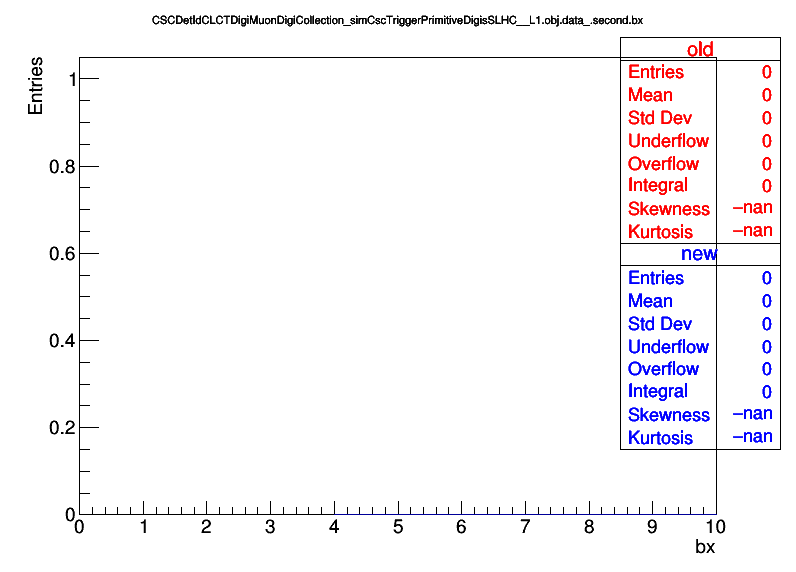 CSCDetIdCLCTDigiMuonDigiCollection_simCscTriggerPrimitiveDigisSLHC__L1.obj.data_.second.bx
old
Entries 0
Mean 0
Std Dev 0
Underflow 0
Overflow 0
Integral 0
Skewness −nan
Kurtosis −nan
new
Entries 0
Mean 0
Std Dev 0
Underflow 0
Overflow 0
Integral 0
Skewness −nan
Kurtosis −nan
Entries
1
0.8
0.6
0.4
0.2
0
0 1 2 3 4 5 6 7 8 9 10
bx